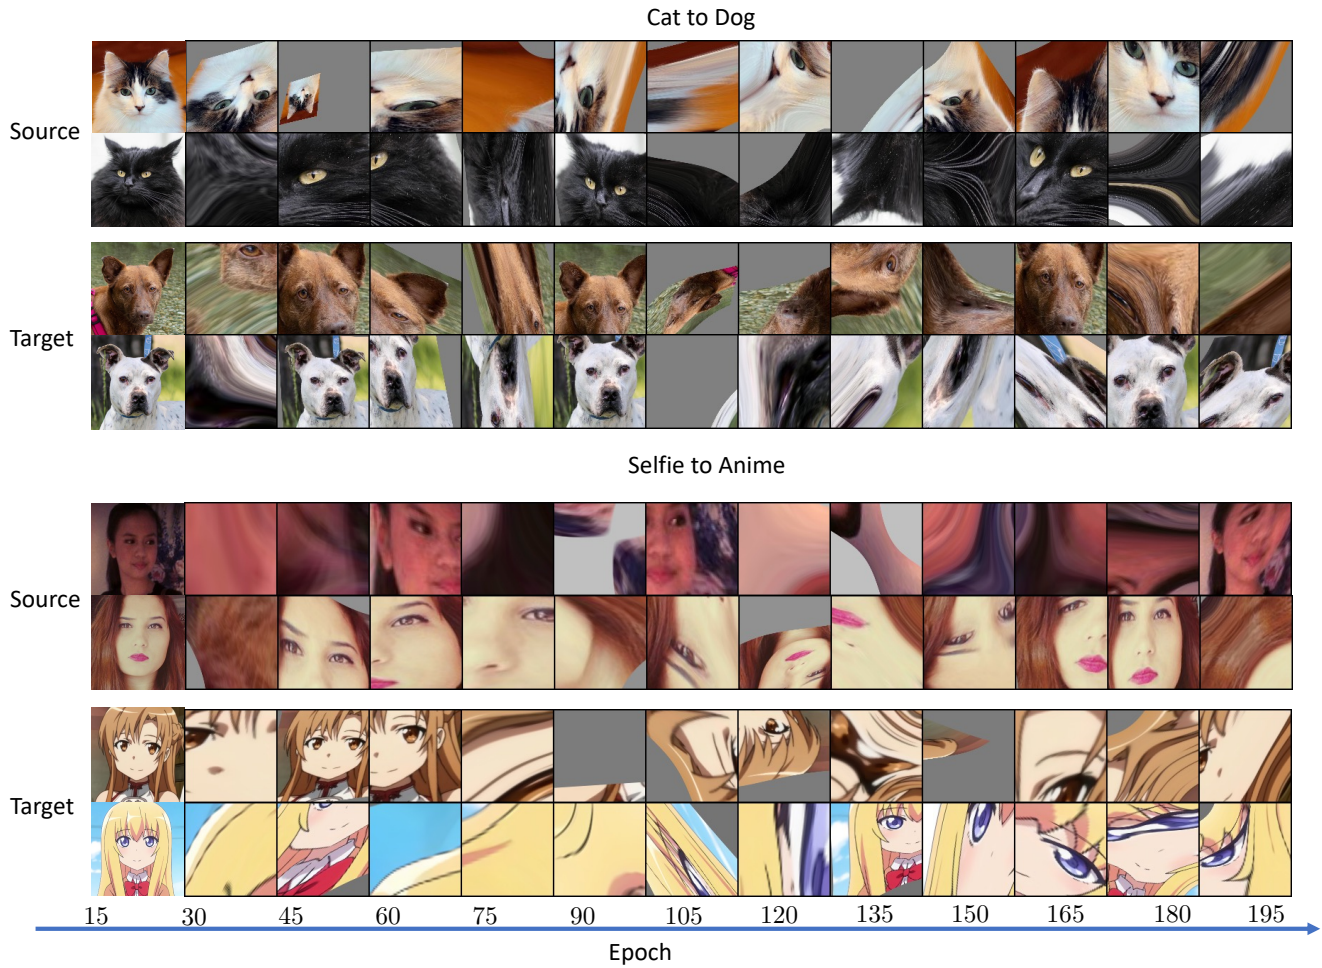 Cat to Dog
Source
Target
Selfie to Anime
Source
Target
15 30 45 60 75 90 105 120 135 150 165 180 195
Epoch